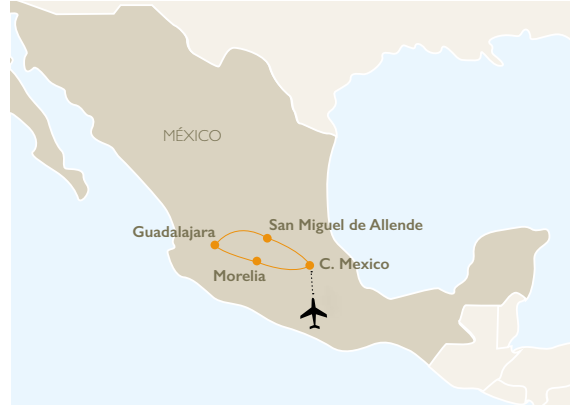 MÉXICO
San Miguel de Allende
Guadalajara
C. Mexico
Morelia